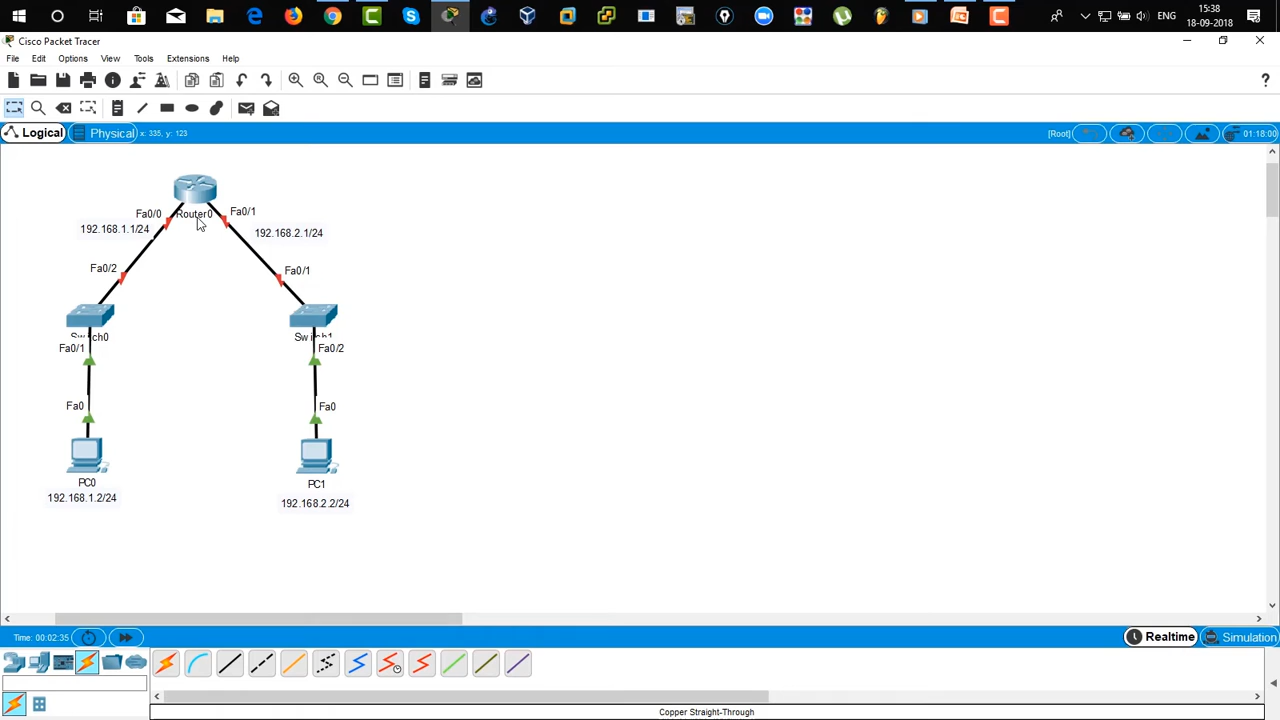 15:38
ENG
18-09-2018
Cisco Packet Tracer
File Edit Options View Tools Extensions Help
Logical Physical x: 335, y: 123 [Root] 01:18:00
Fa0/0 Router0 Fa0/1
192.168.1.1/24 192.168.2.1/24
Fa0/2 Fa0/1
Switch0 Switch1
Fa0/1 Fa0/2
Fa0 Fa0
PC0 PC1
192.168.1.2/24 192.168.2.2/24
Time: 00:02:35 Realtime Simulation
Copper Straight-Through